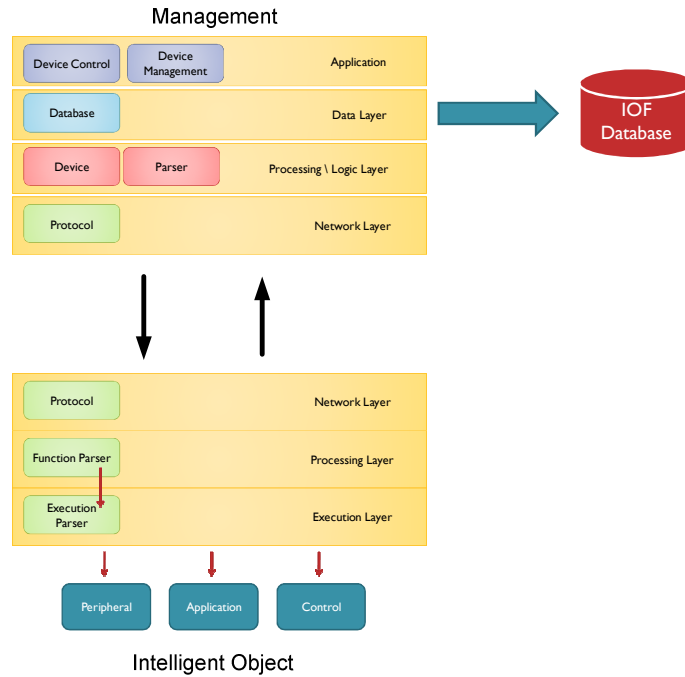 Management
Device Control
Device
Management
Application
Database
Data Layer
IOF
Database
Device
Parser
Processing \ Logic Layer
Protocol
Network Layer
Protocol
Network Layer
Function Parser
Processing Layer
Execution
Parser
Execution Layer
Peripheral
Application
Control
Intelligent Object